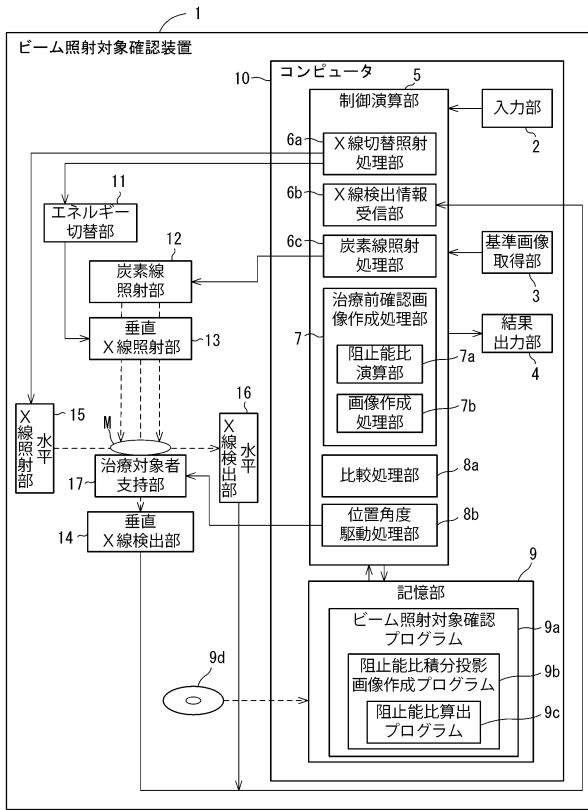 1
ビーム照射対象確認装置
10
コンピュータ
5
制御演算部
入力部
2
6a
X線切替照射
処理部
11
エネルギー
切替部
6b
X線検出情報
受信部
12
炭素線
照射部
6c
炭素線照射
処理部
基準画像
取得部
3
垂直
X線照射部
13
治療前確認画
像作成処理部
7
結果
出力部
4
阻止能比
演算部
7a
画像作成
処理部
7b
15
水平
X線照射部
M
16
水平
X線検出部
治療対象者
支持部
17
比較処理部
8a
垂直
X線検出部
14
位置角度
駆動処理部
8b
9
記憶部
ビーム照射対象確認
プログラム
9a
阻止能比積分投影
画像作成プログラム
9b
阻止能比算出
プログラム
9c
9d